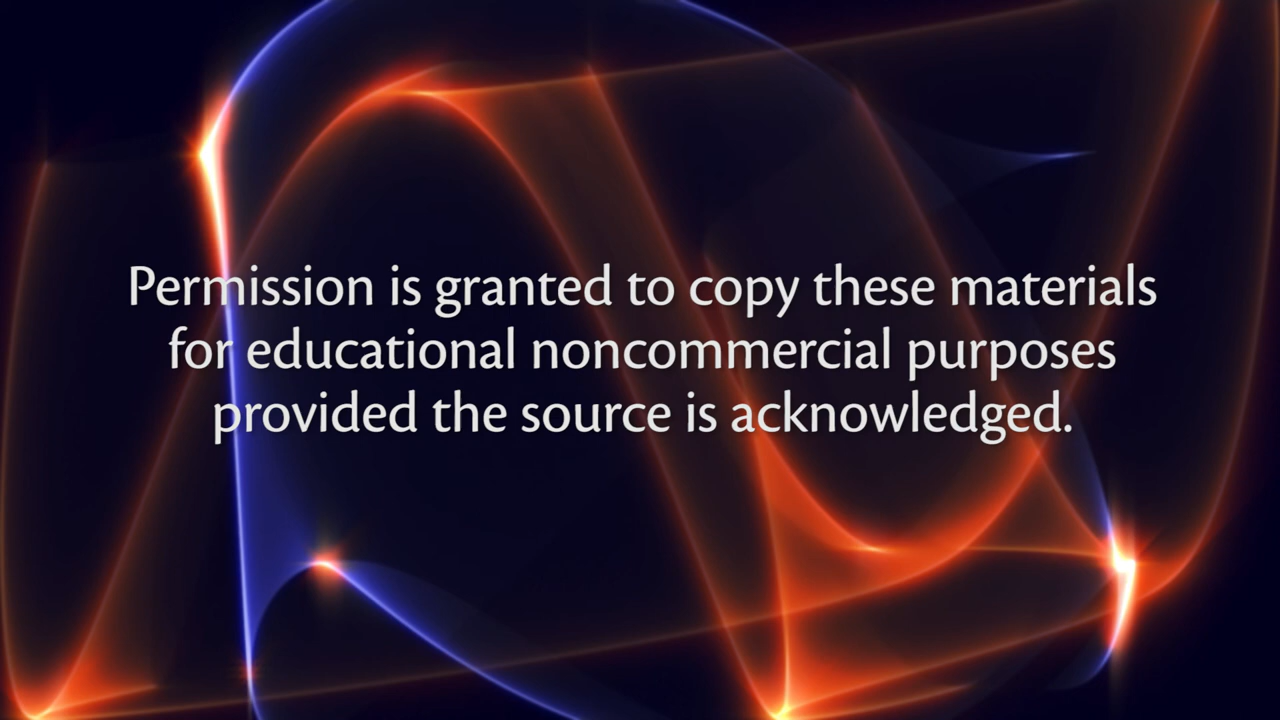 Permission is granted to copy these materials
for educational noncommercial purposes
provided the source is acknowledged.